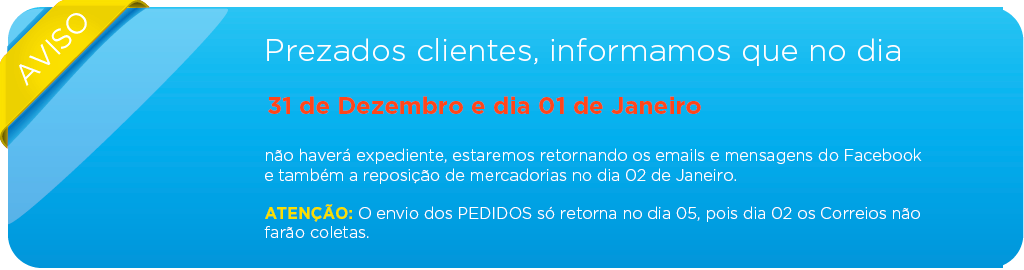 AVISO
Prezados clientes, informamos que no dia
31 de Dezembro e dia 01 de Janeiro
não haverá expediente, estaremos retornando os emails e mensagens do Facebook
e também a reposição de mercadorias no dia 02 de Janeiro.
ATENÇÃO: O envio dos PEDIDOS só retorna no dia 05, pois dia 02 os Correios não
farão coletas.